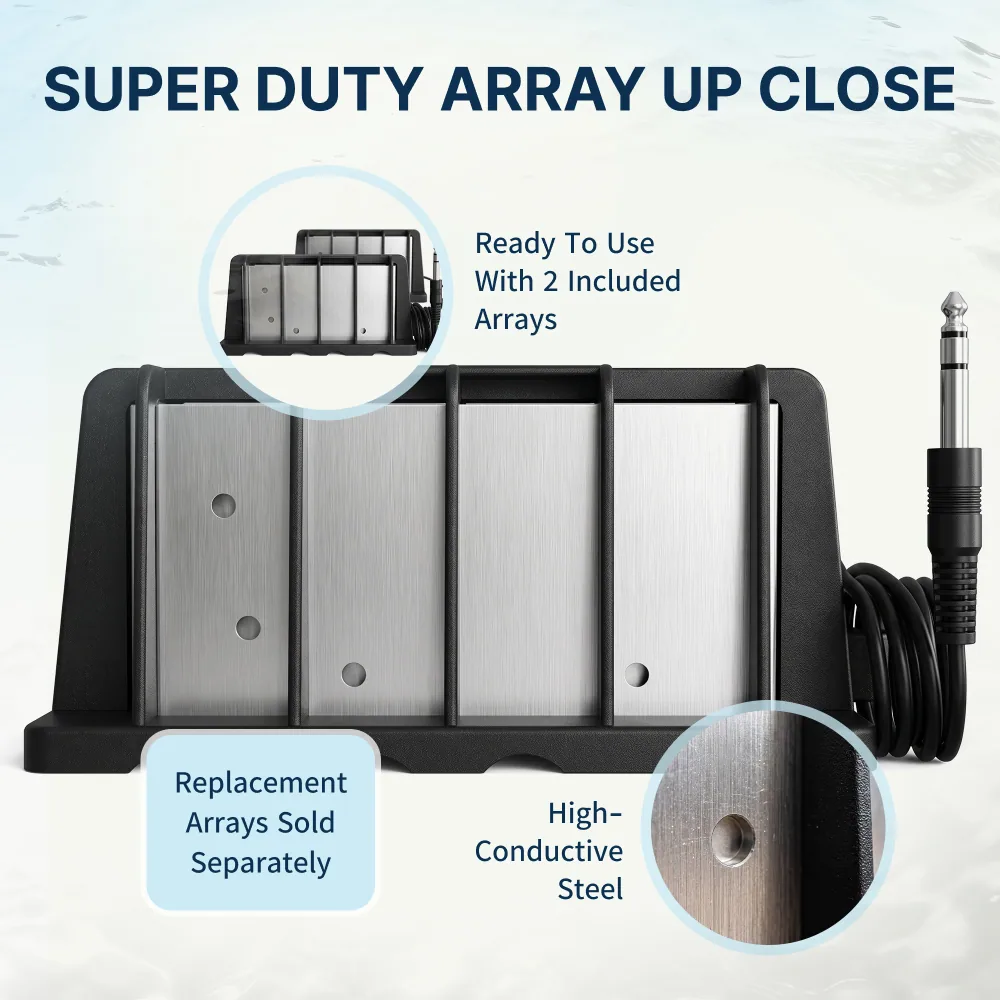 SUPER DUTY ARRAY UP CLOSE
Ready To Use
With 2 Included
Arrays
Replacement
Arrays Sold
Separately
High-
Conductive
Steel